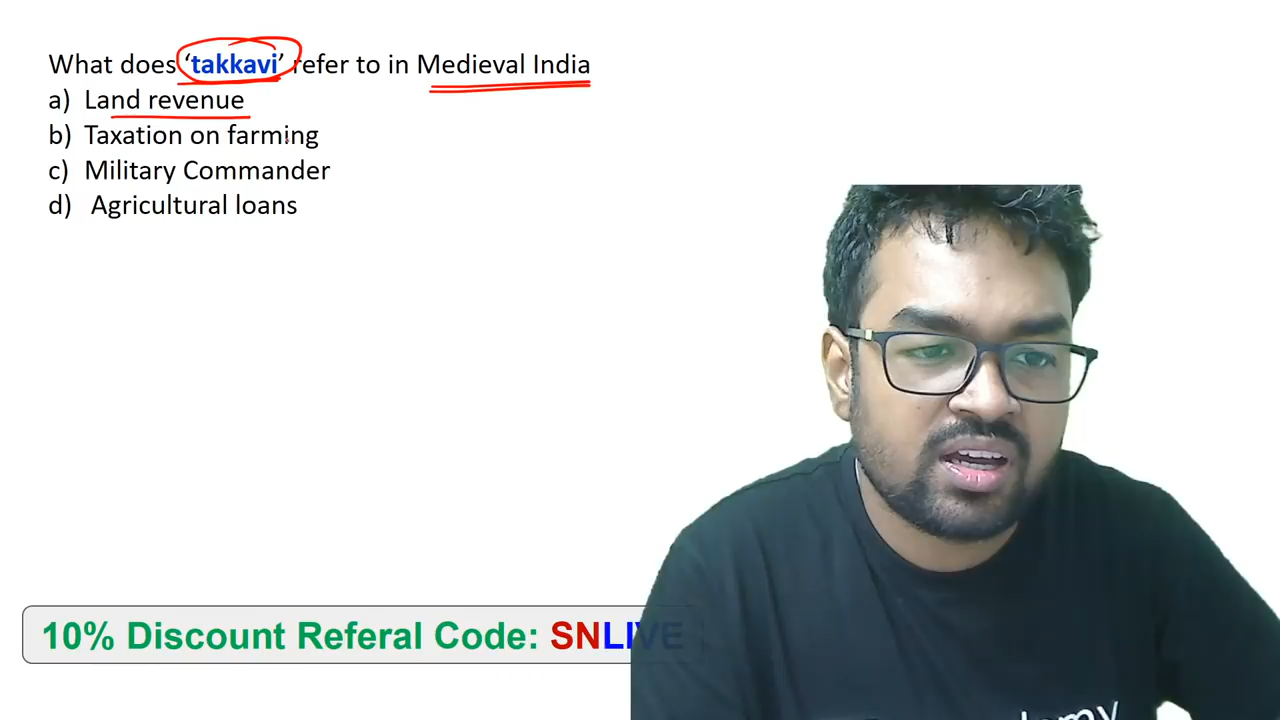 What does ‘takkavi’ refer to in Medieval India
a) Land revenue
b) Taxation on farming
c) Military Commander
d) Agricultural loans
10% Discount Referal Code: SNLIVE